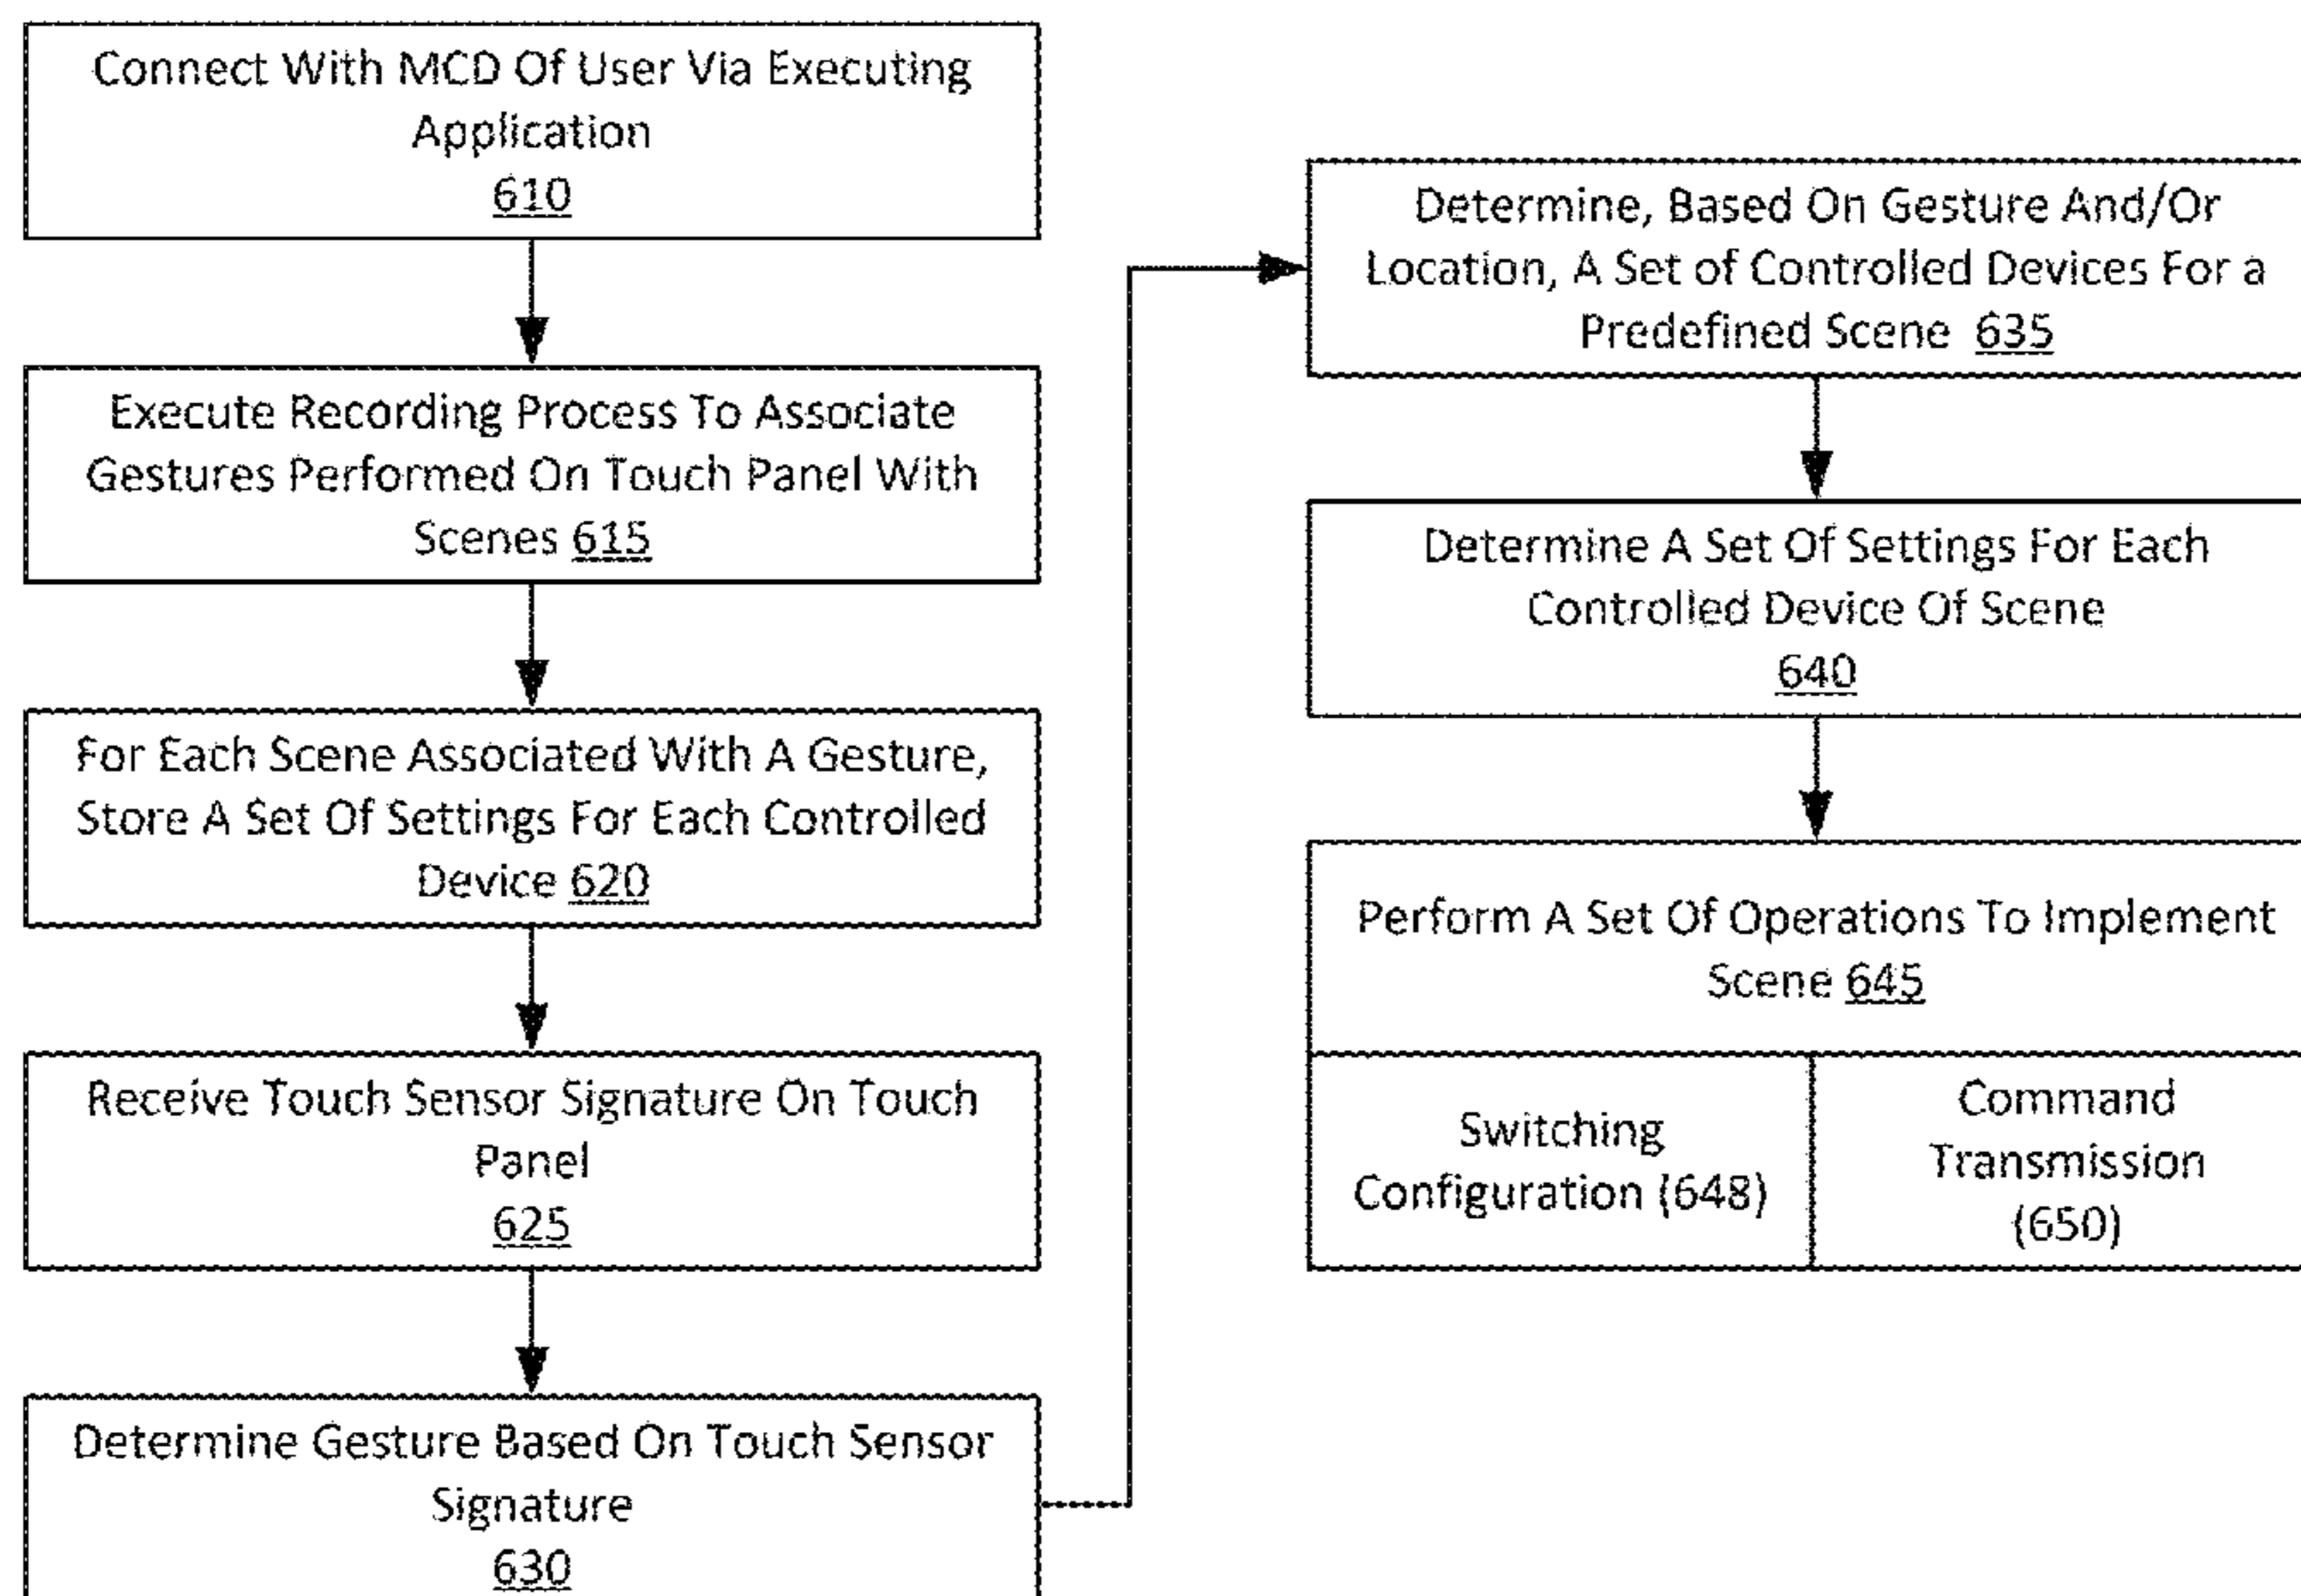 Connect With MCD Of User Via Executing
Application
610
Execute Recording Process To Associate
Gestures Performed On Touch Panel With
Scenes 615
For Each Scene Associated With A Gesture,
Store A Set Of Settings For Each Controlled
Device 620
Receive Touch Sensor Signature On Touch
Panel
625
Determine Gesture Based On Touch Sensor
Signature
630
Determine, Based On Gesture And/Or
Location, A Set of Controlled Devices For a
Predefined Scene 635
Determine A Set Of Settings For Each
Controlled Device Of Scene
640
Perform A Set Of Operations To Implement
Scene 645
Switching
Configuration (648)
Command
Transmission
(650)